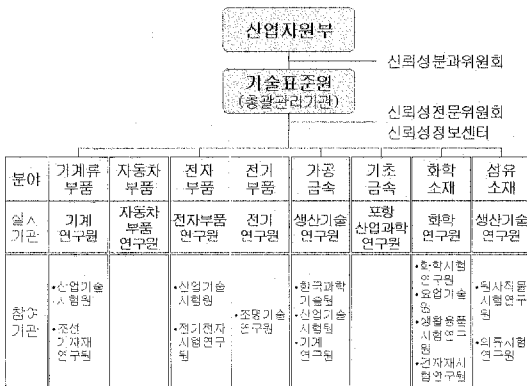 산업자원부
신뢰성분과위원회
기술표준원
(총괄관리기관)
신뢰성전문위원회
신뢰성정보센터
분야
기계류
부품
자동차
부품
전자
부품
전기
부품
가공
금속
기초
금속
화학
소재
섬유
소재
기관
기계
연구원
자동차
부품
연구원
전자부품
연구원
전기
연구원
생산기술
연구원
포항
산업과학
연구원
화학
연구원
생산기술
연구원
참여
기관
•산업기술
시험원
•조선
기자재
연구원
•산업기술
시험원
•전기전자
시험연구
원
•조명기술
연구원
•한국과학
기술원
•산업기술
시험원
•기계
연구원
•화학시험
연구원
•요업기술
원
•생활용품
시험연구
원
•건자재시
험연구원
•원사직물
시험연구
원
•의류시험
연구원